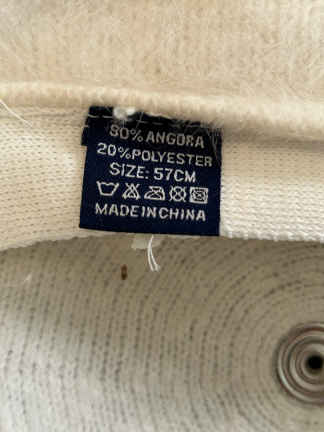 80% ANGORA
20%POLYESTER
SIZE: 57CM
MADE IN CHINA